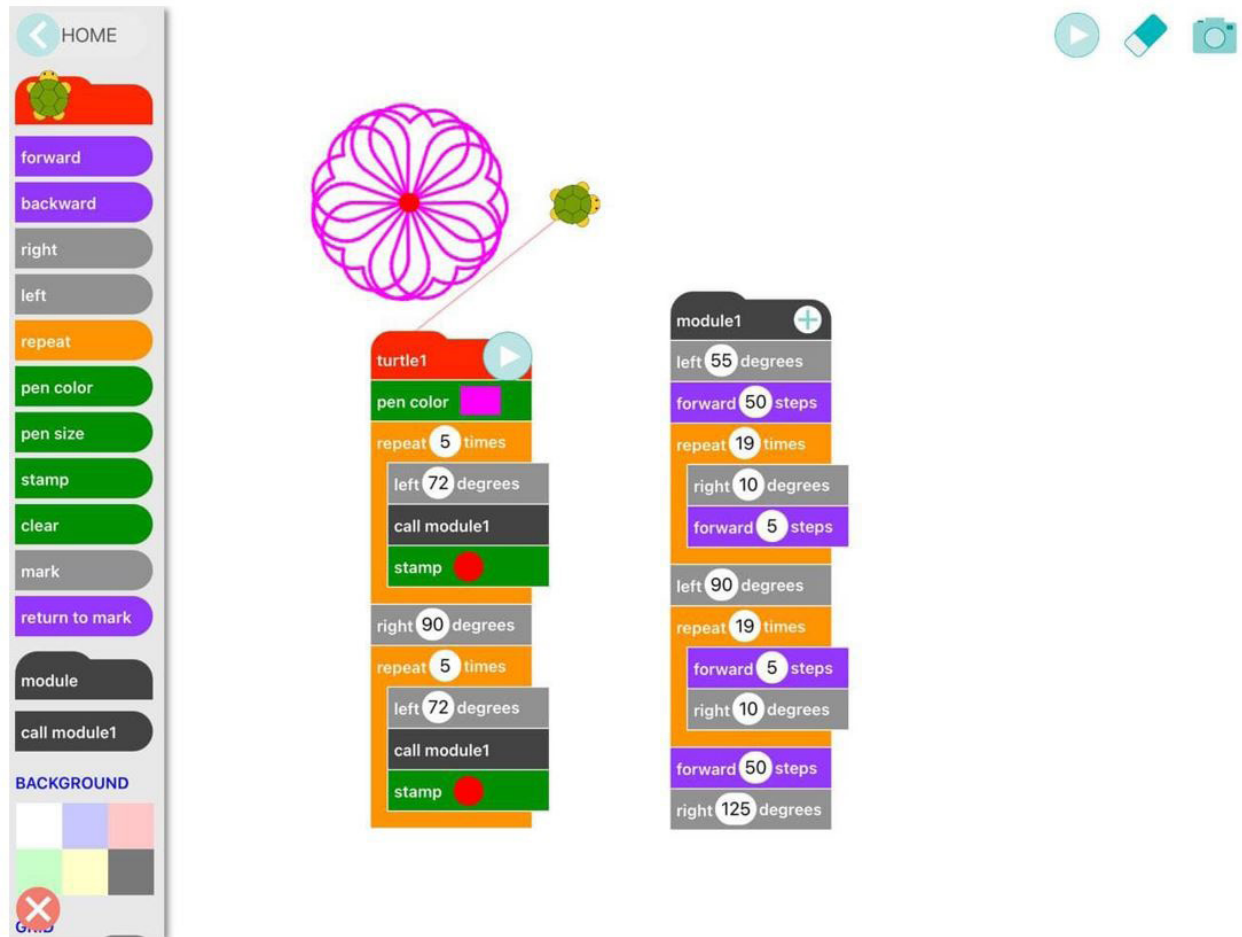 HOME
forward
backward
right
left
repeat
pen color
pen size
stamp
clear
mark
return to mark
module
call module1
BACKGROUND
GRID
turtle1
pen color
repeat 5 times
left 72 degrees
call module1
stamp
right 90 degrees
repeat 5 times
left 72 degrees
call module1
stamp
module1
left 55 degrees
forward 50 steps
repeat 19 times
right 10 degrees
forward 5 steps
left 90 degrees
repeat 19 times
forward 5 steps
right 10 degrees
forward 50 steps
right 125 degrees